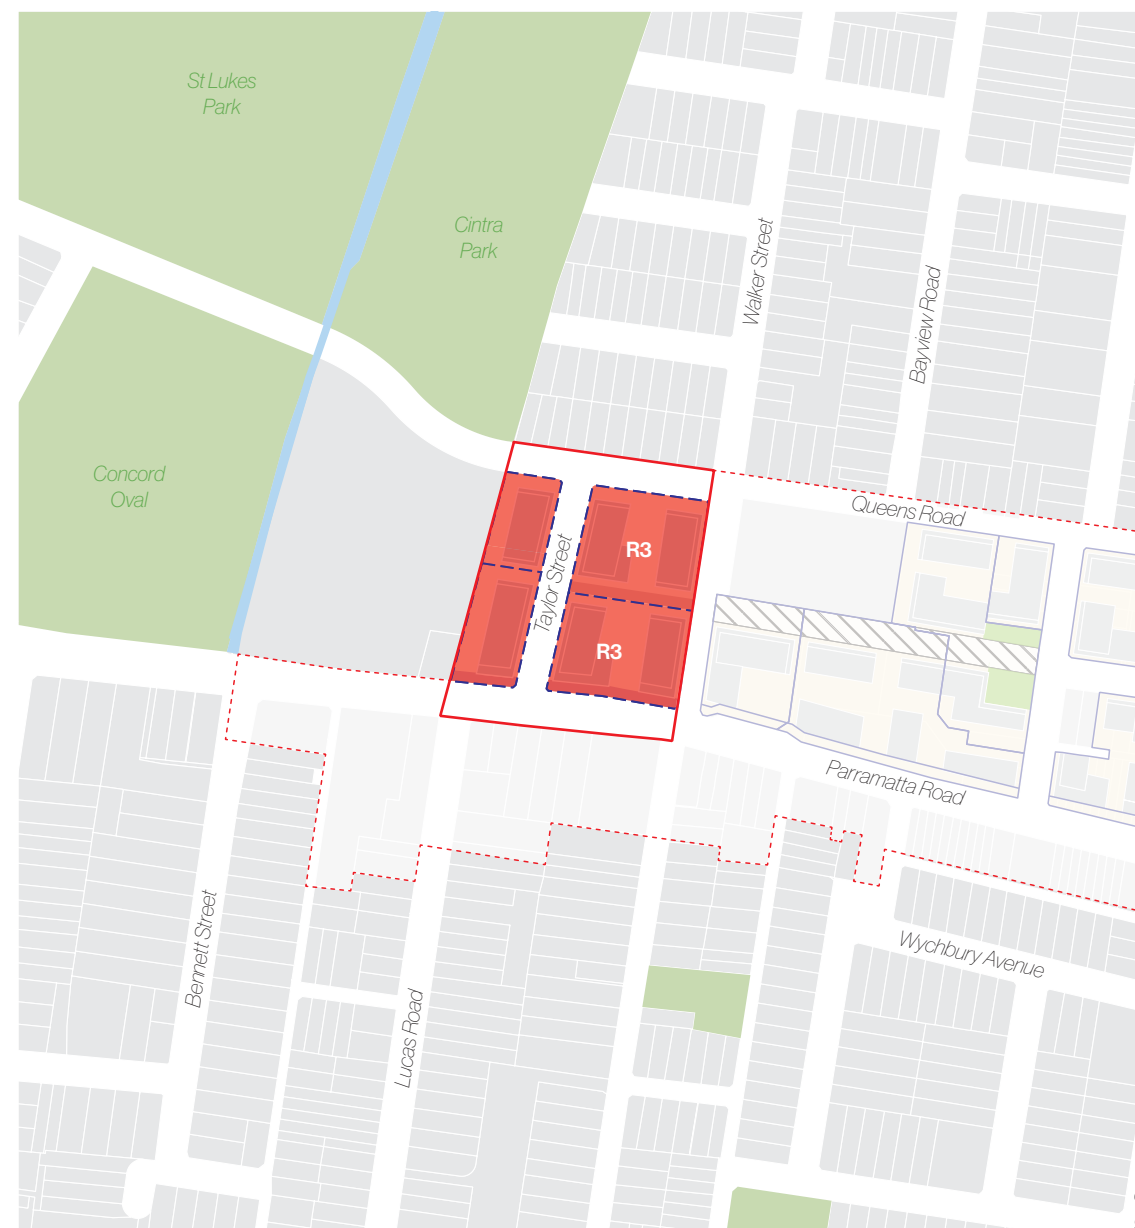 St Lukes
Park
Cintra
Park
Walker Street
Bayview Road
Concord
Oval
Queens Road
R3
Taylor Street
R3
Parramatta Road
Bennett Street
Wychbury Avenue
Lucas Road